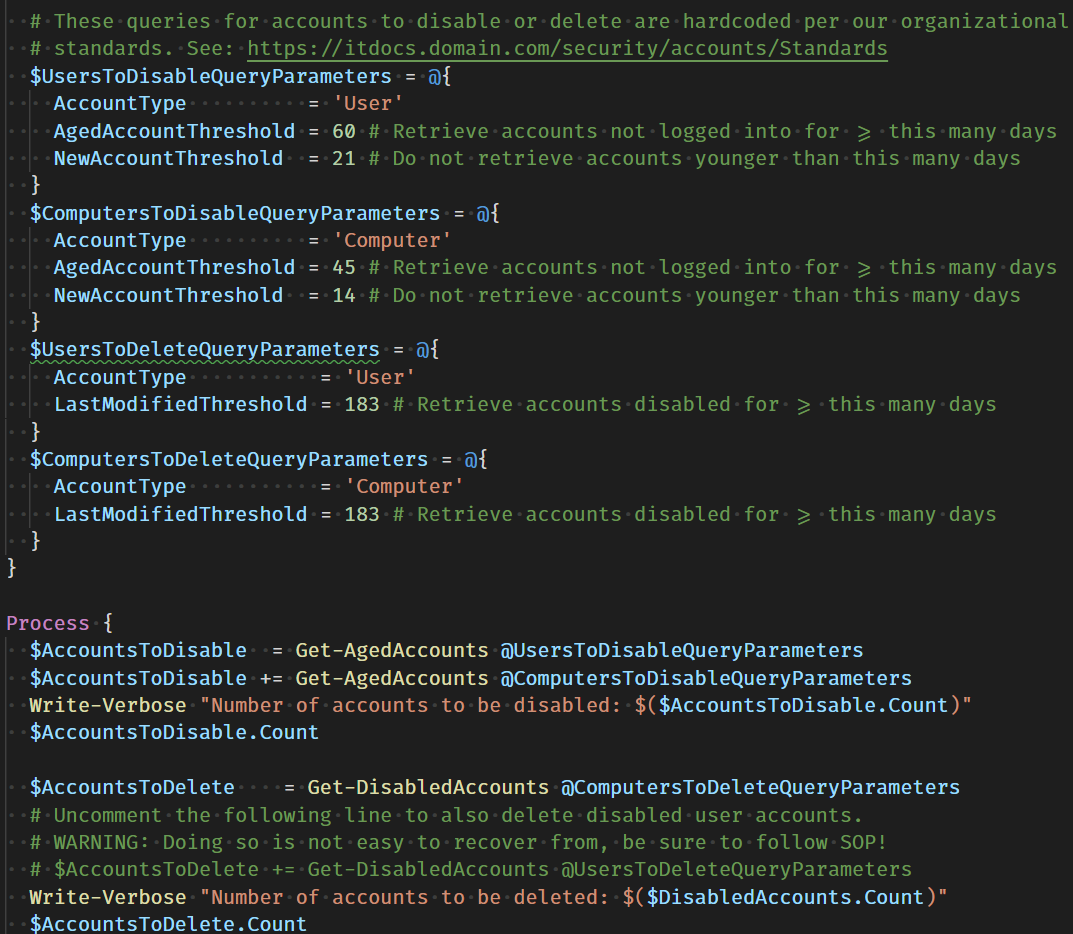 # These queries for accounts to disable or delete are hardcoded per our organizational
# standards. See: https://itdocs.domain.com/security/accounts/Standards
$UsersToDisableQueryParameters = @{
AccountType = 'User'
AgedAccountThreshold = 60 # Retrieve accounts not logged into for ⩾ this many days
NewAccountThreshold = 21 # Do not retrieve accounts younger than this many days
}
$ComputersToDisableQueryParameters = @{
AccountType = 'Computer'
AgedAccountThreshold = 45 # Retrieve accounts not logged into for ⩾ this many days
NewAccountThreshold = 14 # Do not retrieve accounts younger than this many days
}
$UsersToDeleteQueryParameters = @{
AccountType = 'User'
LastModifiedThreshold = 183 # Retrieve accounts disabled for ⩾ this many days
}
$ComputersToDeleteQueryParameters = @{
AccountType = 'Computer'
LastModifiedThreshold = 183 # Retrieve accounts disabled for ⩾ this many days
}
}
Process {
$AccountsToDisable = Get-AgedAccounts @UsersToDisableQueryParameters
$AccountsToDisable += Get-AgedAccounts @ComputersToDisableQueryParameters
Write-Verbose "Number of accounts to be disabled: $($AccountsToDisable.Count)"
$AccountsToDisable.Count
$AccountsToDelete = Get-DisabledAccounts @ComputersToDeleteQueryParameters
# Uncomment the following line to also delete disabled user accounts.
# WARNING: Doing so is not easy to recover from, be sure to follow SOP!
# $AccountsToDelete += Get-DisabledAccounts @UsersToDeleteQueryParameters
Write-Verbose "Number of accounts to be deleted: $($DisabledAccounts.Count)"
$AccountsToDelete.Count